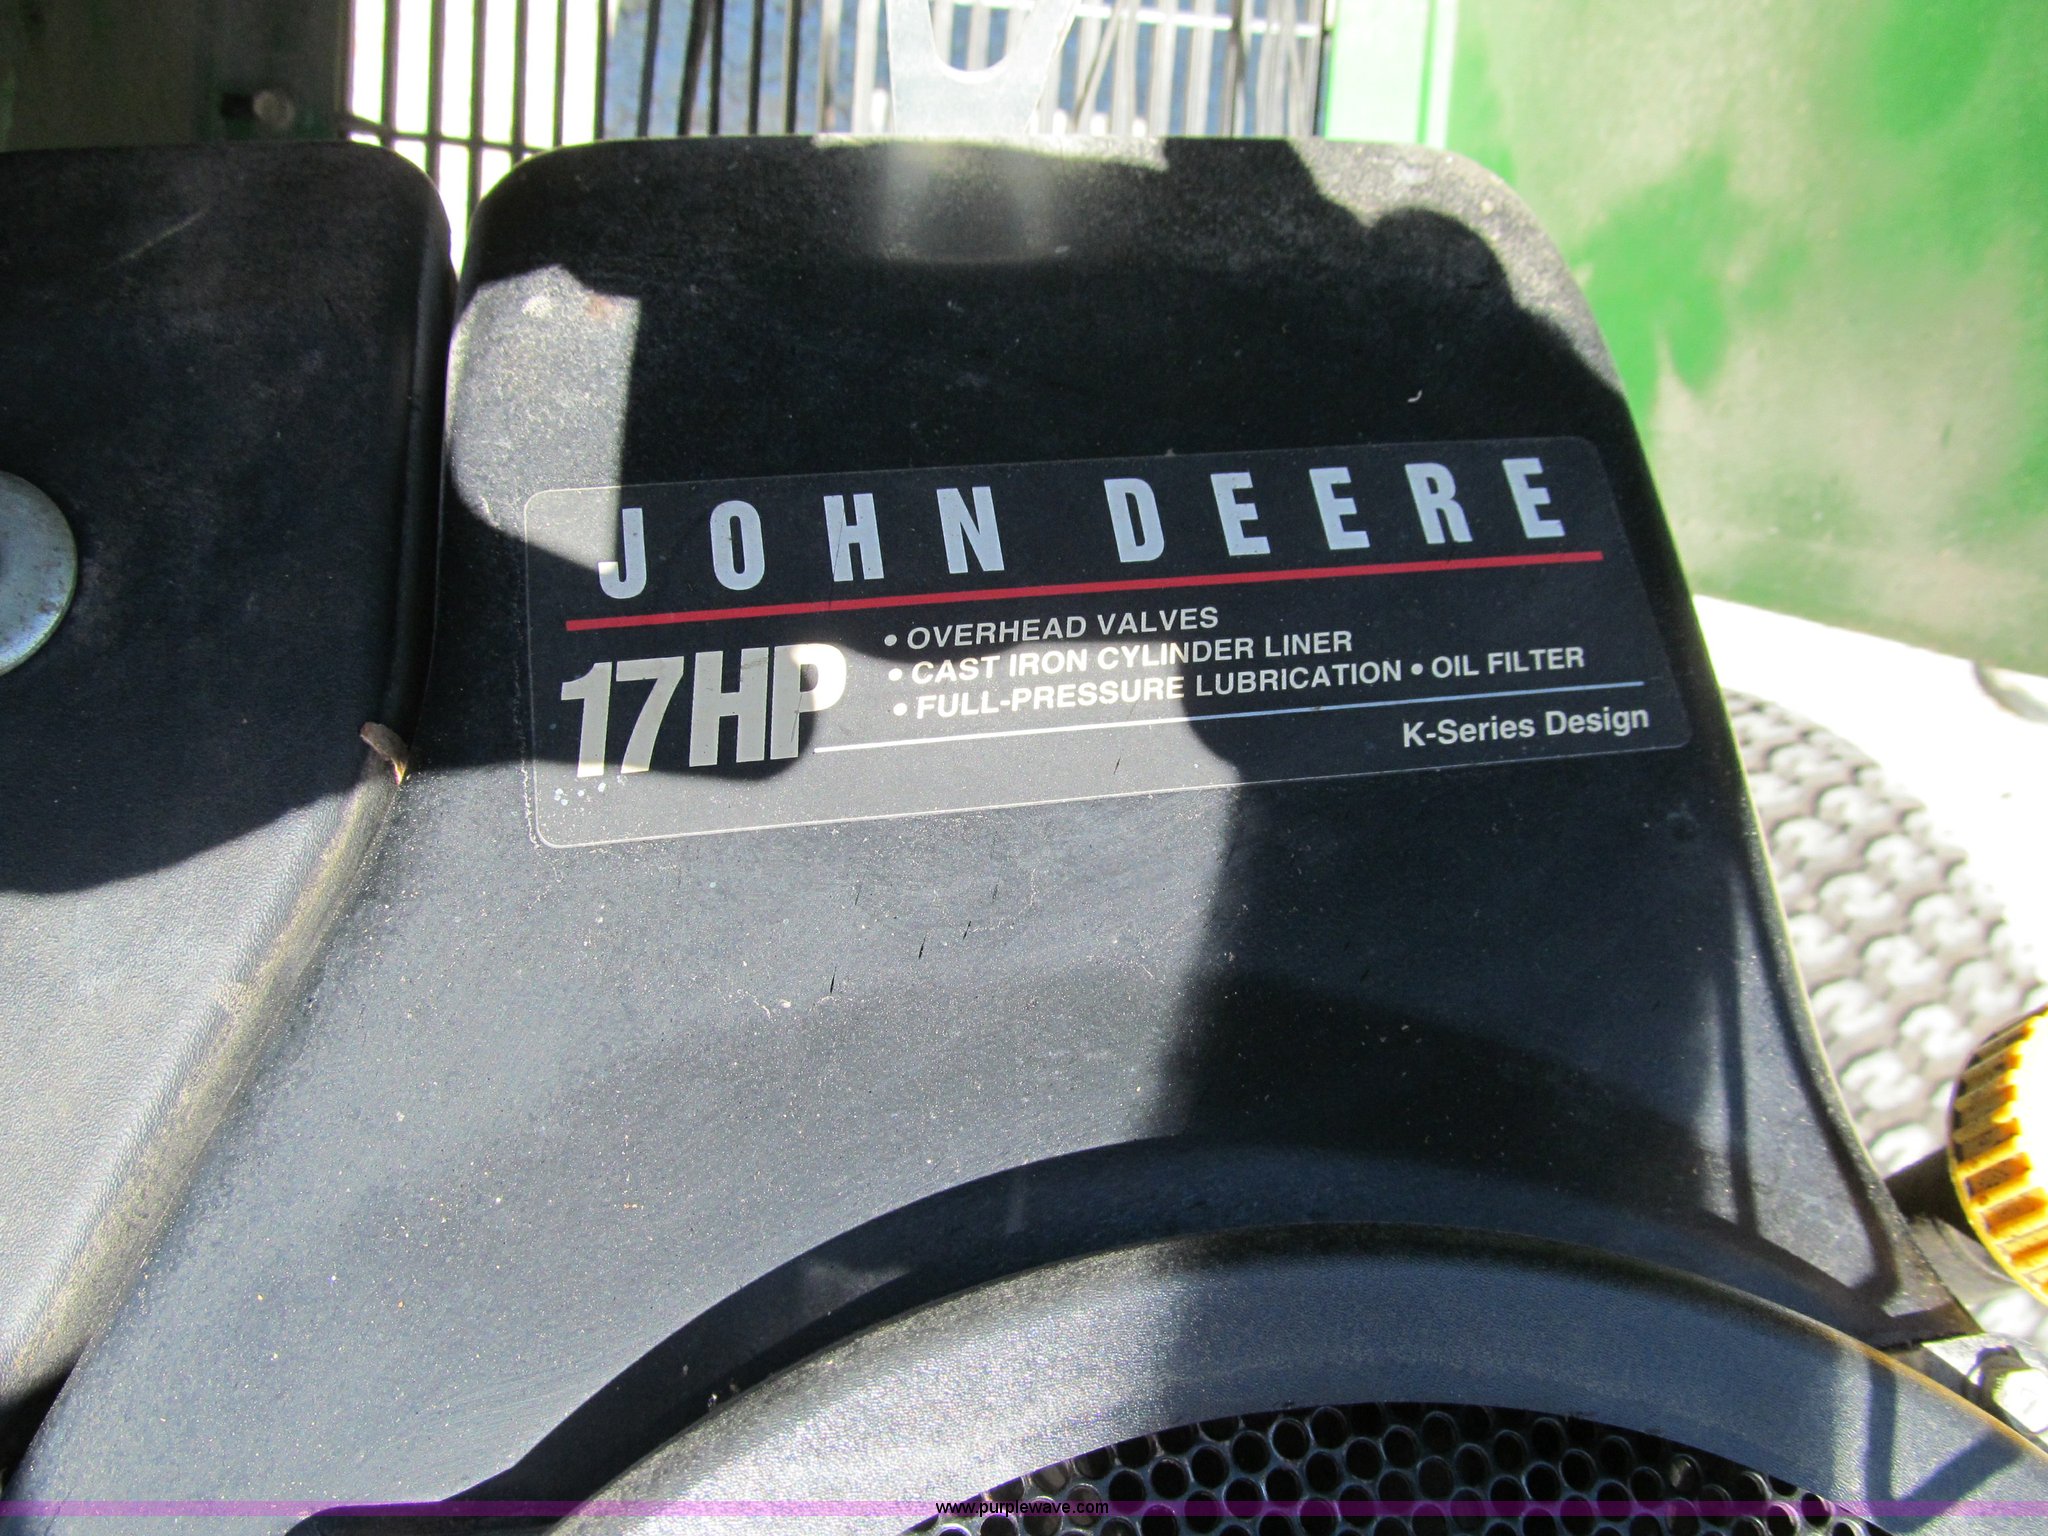 JOHN DEERE
17HP
• OVERHEAD VALVES
• CAST IRON CYLINDER LINER
• FULL-PRESSURE LUBRICATION • OIL FILTER
K-Series Design
www.purplewave.com